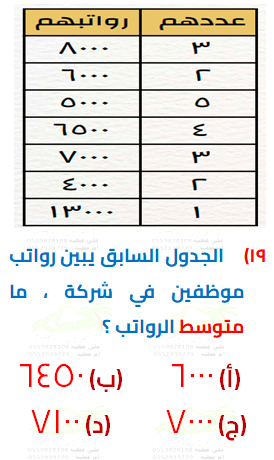 عددهم رواتبهم
٣ ٨٠٠٠
٢ ٦٠٠٠
٥ ٥٠٠٠
٤ ٦٥٠٠
٣ ٧٠٠٠
٢ ٤٠٠٠
١ ١٣٠٠٠
١٩) الجدول السابق يبين رواتب
موظفين في شركة ، ما
متوسط الرواتب ؟
(أ) ٦٠٠٠ (ب) ٦٤٥٠
(ج) ٧٠٠٠ (د) ٧١٠٠